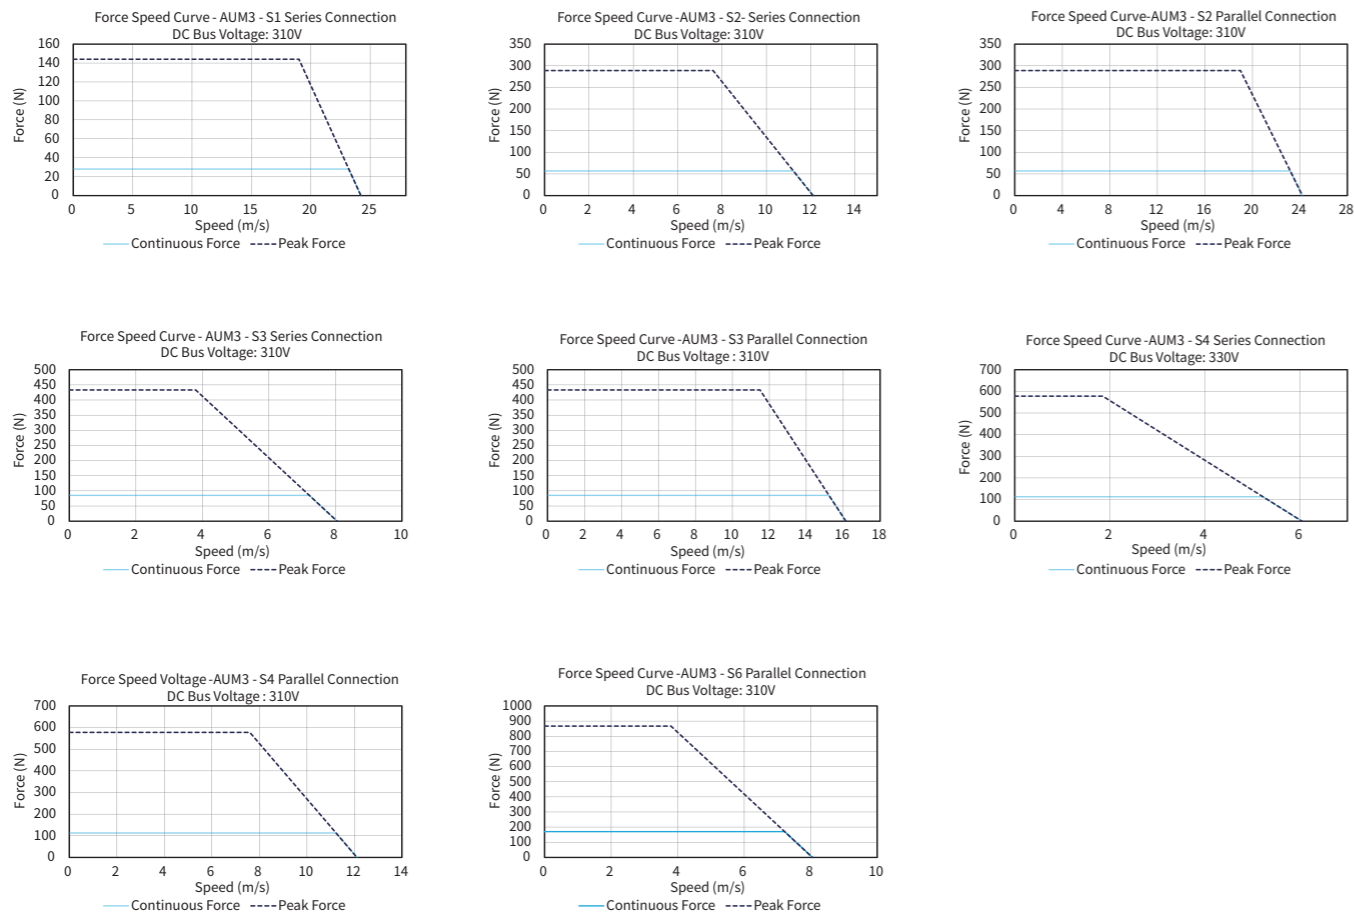 Force Speed Curve - AUM3 - S1 Series Connection
DC Bus Voltage: 310V
Force (N)
160
140
120
100
80
60
40
20
0
0 5 10 15 20 25
Speed (m/s)
Continuous Force Peak Force
Force Speed Curve -AUM3 - S2- Series Connection
DC Bus Voltage: 310V
Force (N)
350
300
250
200
150
100
50
0
0 2 4 6 8 10 12 14
Speed (m/s)
Continuous Force Peak Force
Force Speed Curve-AUM3 - S2 Parallel Connection
DC Bus Voltage: 310V
Force (N)
350
300
250
200
150
100
50
0
0 4 8 12 16 20 24 28
Speed (m/s)
Continuous Force Peak Force
Force Speed Curve - AUM3 - S3 Series Connection
DC Bus Voltage: 310V
Force (N)
500
450
400
350
300
250
200
150
100
50
0
0 2 4 6 8 10
Speed (m/s)
Continuous Force Peak Force
Force Speed Curve -AUM3 - S3 Parallel Connection
DC Bus Voltage : 310V
Force (N)
500
450
400
350
300
250
200
150
100
50
0
0 2 4 6 8 10 12 14 16 18
Speed (m/s)
Continuous Force Peak Force
Force Speed Curve -AUM3 - S4 Series Connection
DC Bus Voltage: 330V
Force (N)
700
600
500
400
300
200
100
0
0 2 4 6
Speed (m/s)
Continuous Force Peak Force
Force Speed Voltage -AUM3 - S4 Parallel Connection
DC Bus Voltage : 310V
Force (N)
700
600
500
400
300
200
100
0
0 2 4 6 8 10 12 14
Speed (m/s)
Continuous Force Peak Force
Force Speed Curve -AUM3 - S6 Parallel Connection
DC Bus Voltage: 310V
Force (N)
1000
900
800
700
600
500
400
300
200
100
0
0 2 4 6 8 10
Speed (m/s)
Continuous Force Peak Force